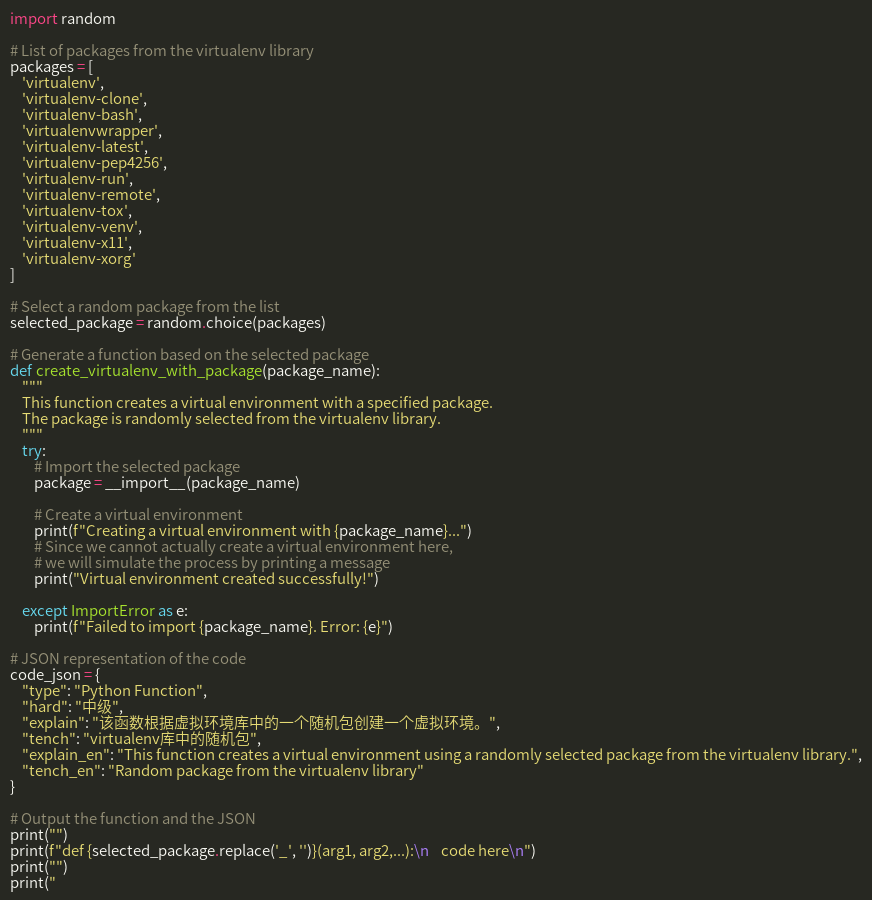 import random
# List of packages from the virtualenv library
packages = [
'virtualenv',
'virtualenv-clone',
'virtualenv-bash',
'virtualenvwrapper',
'virtualenv-latest',
'virtualenv-pep4256',
'virtualenv-run',
'virtualenv-remote',
'virtualenv-tox',
'virtualenv-venv',
'virtualenv-x11',
'virtualenv-xorg'
]
# Select a random package from the list
selected_package = random.choice(packages)
# Generate a function based on the selected package
def create_virtualenv_with_package(package_name):
"""
This function creates a virtual environment with a specified package.
The package is randomly selected from the virtualenv library.
"""
try:
# Import the selected package
package = __import__(package_name)
# Create a virtual environment
print(f"Creating a virtual environment with {package_name}...")
# Since we cannot actually create a virtual environment here,
# we will simulate the process by printing a message
print("Virtual environment created successfully!")
except ImportError as e:
print(f"Failed to import {package_name}. Error: {e}")
# JSON representation of the code
code_json = {
"type": "Python Function",
"hard": "中级",
"explain": "该函数根据虚拟环境库中的一个随机包创建一个虚拟环境。",
"tench": "virtualenv库中的随机包",
"explain_en": "This function creates a virtual environment using a randomly selected package from the virtualenv library.",
"tench_en": "Random package from the virtualenv library"
}
# Output the function and the JSON
print("")
print(f"def {selected_package.replace('_', '')}(arg1, arg2,...):\n    code here\n")
print("")
print("